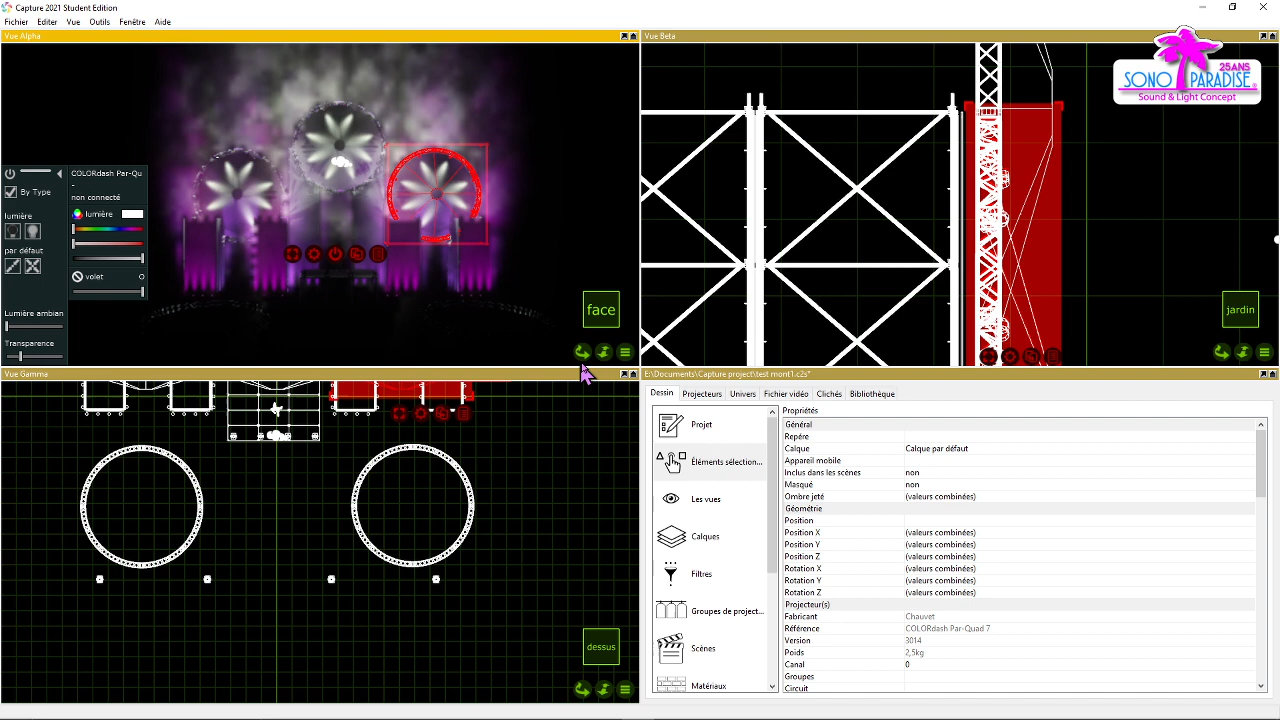 Capture 2021 Student Edition
Fichier Editer Vue Outils Fenêtre Aide
Vue Alpha
Vue Beta
25ANS
SONO PARADISE
Sound & Light Concept
By Type
lumière
par défaut
Lumière ambian
Transparence
COLORdash Par-Qu
-
non connecté
lumière
volet
face
jardin
Vue Gamma
dessus
E:\Documents\Capture project\test mont1.c2s*
Dessin Projecteurs Univers Fichier vidéo Clichés Bibliothèque
Projet
Éléments sélection...
Les vues
Calques
Filtres
Groupes de project...
Scènes
Matériaux
Propriétés
Général
Repère
Calque Calque par défaut
Appareil mobile
Inclus dans les scènes non
Masqué non
Ombre jeté (valeurs combinées)
Géométrie
Position
Position X (valeurs combinées)
Position Y (valeurs combinées)
Position Z (valeurs combinées)
Rotation X (valeurs combinées)
Rotation Y (valeurs combinées)
Rotation Z (valeurs combinées)
Projecteur(s)
Fabricant Chauvet
Référence COLORdash Par-Quad 7
Version 3014
Poids 2,5kg
Canal 0
Groupes
Circuit